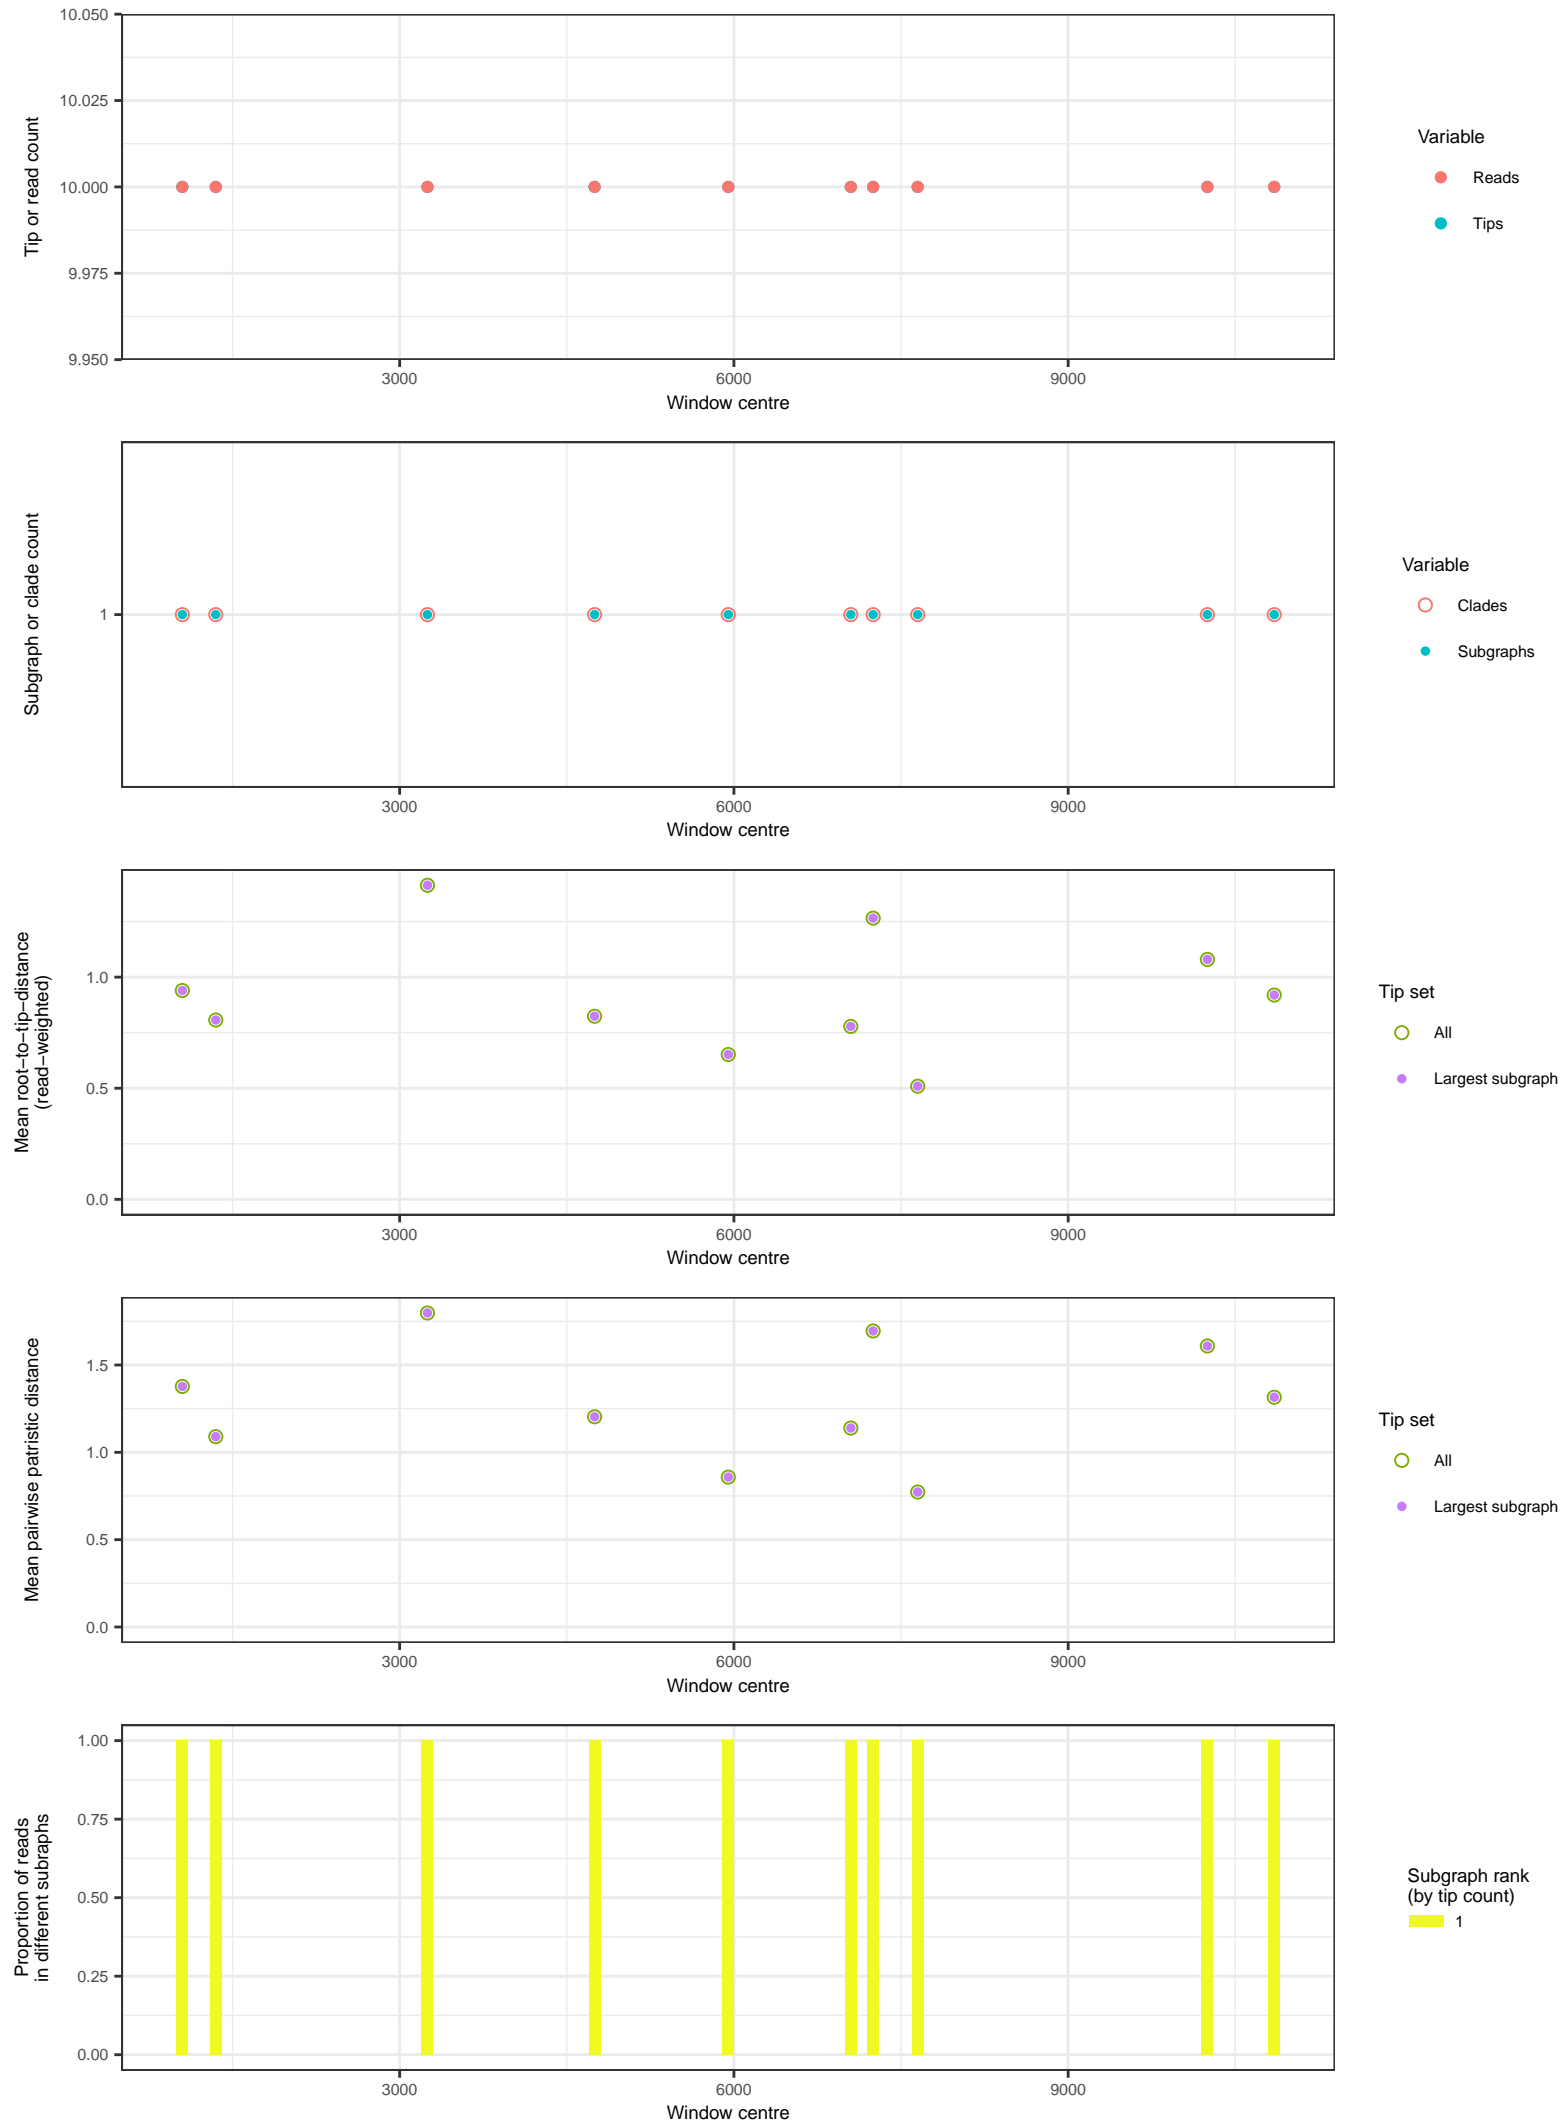 10.050
10.025
10.000
9.975
9.950
Tip or read count
3000 6000 9000
Window centre
Variable
Reads
Tips
1
Subgraph or clade count
3000 6000 9000
Window centre
Variable
Clades
Subgraphs
1.0
0.5
0.0
Mean root−to−tip−distance
(read−weighted)
3000 6000 9000
Window centre
Tip set
All
Largest subgraph
1.5
1.0
0.5
0.0
Mean pairwise patristic distance
3000 6000 9000
Window centre
Tip set
All
Largest subgraph
1.00
0.75
0.50
0.25
0.00
Proportion of reads
in different subraphs
3000 6000 9000
Window centre
Subgraph rank
(by tip count)
1